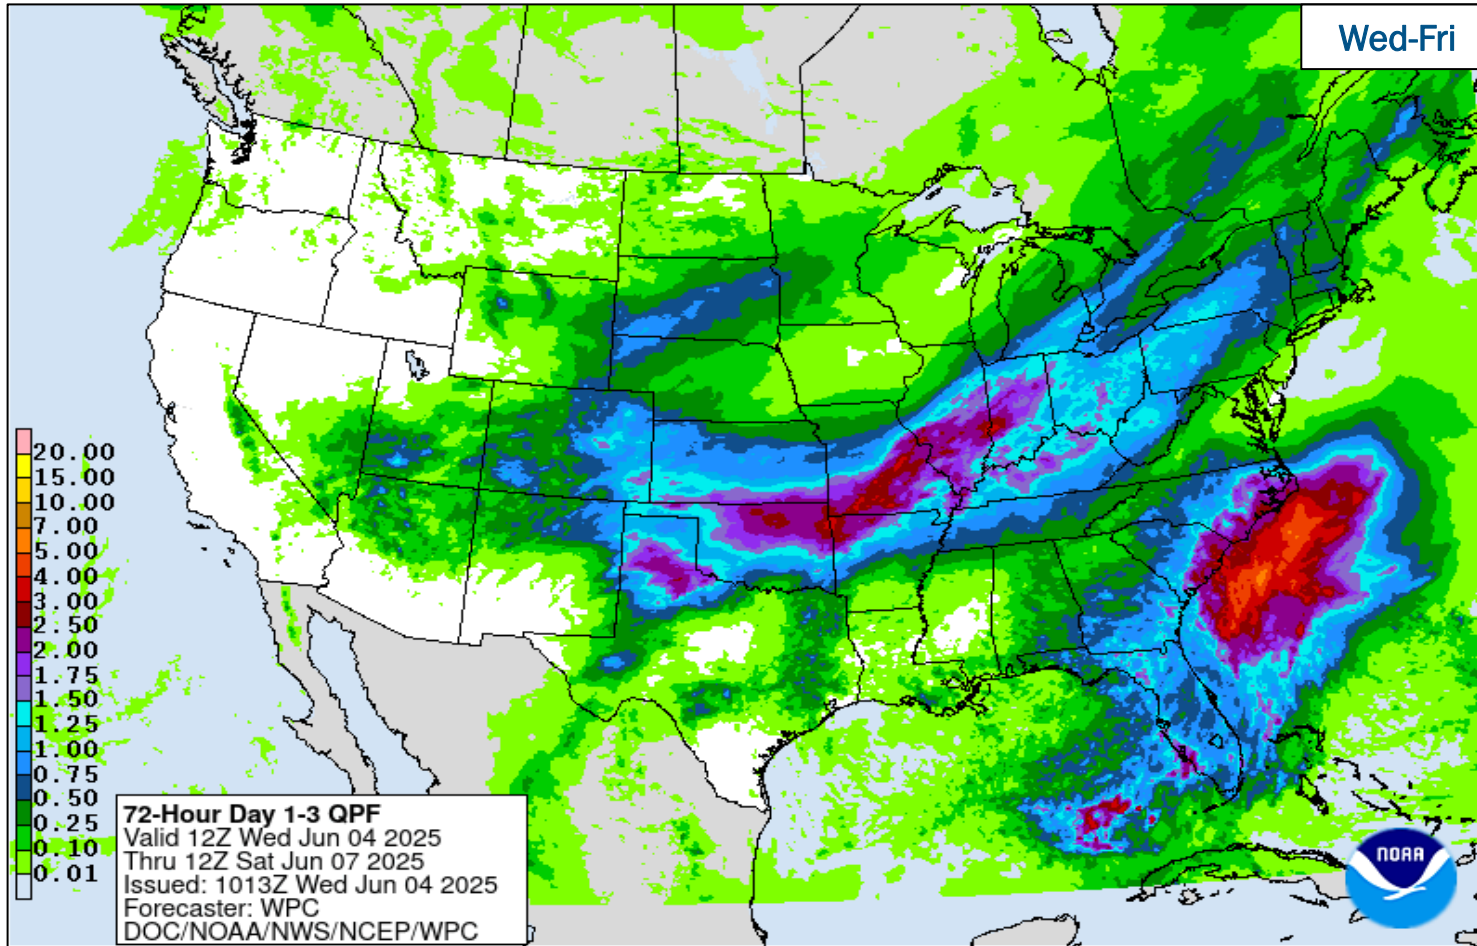 Wed-Fri
20.00
15.00
10.00
7.00
5.00
4.00
3.00
2.50
2.00
1.75
1.50
1.25
1.00
0.75
0.50
0.25
0.10
0.01
72-Hour Day 1-3 QPF
Valid 12Z Wed Jun 04 2025
Thru 12Z Sat Jun 07 2025
Issued: 1013Z Wed Jun 04 2025
Forecaster: WPC
DOC/NOAA/NWS/NCEP/WPC
NOAA